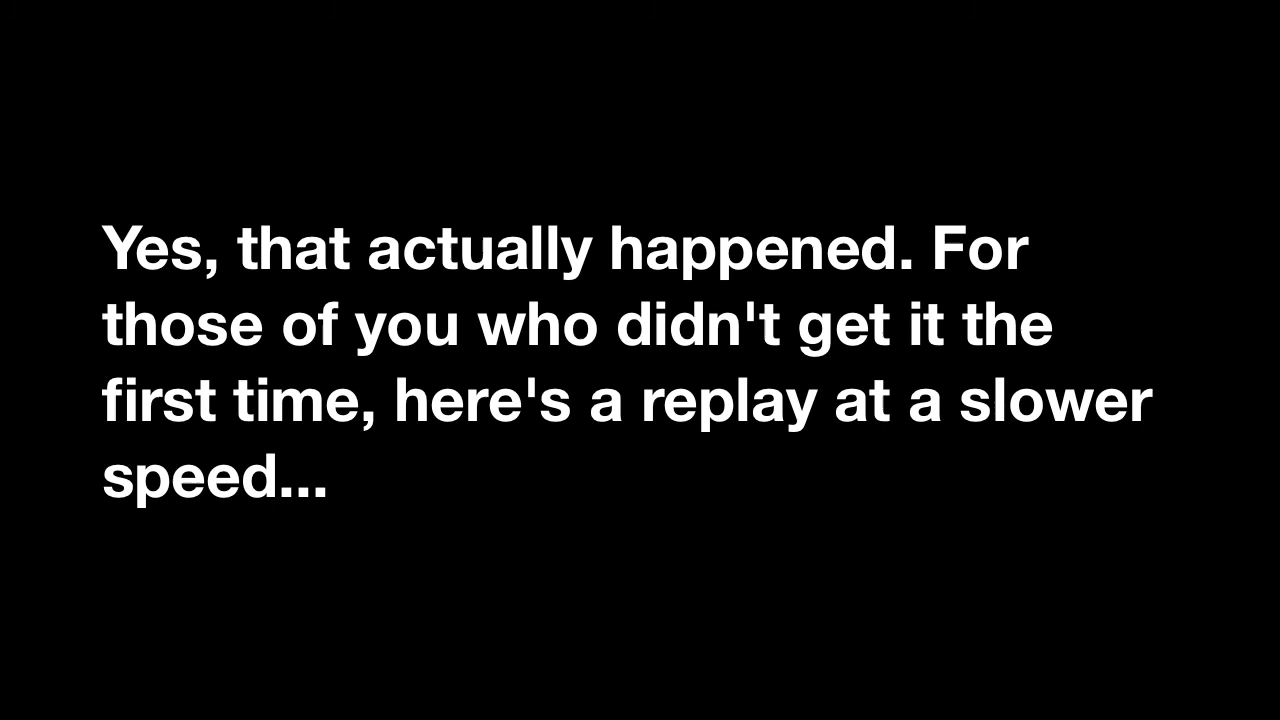 Yes, that actually happened. For
those of you who didn't get it the
first time, here's a replay at a slower
speed...